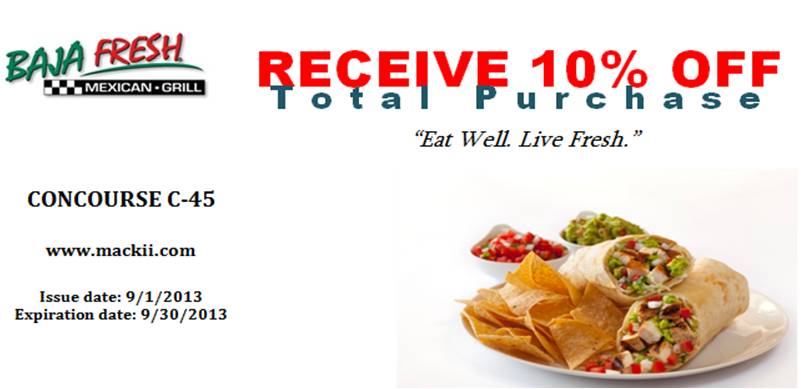 BAJA FRESH
MEXICAN • GRILL
RECEIVE 10% OFF
Total Purchase
“Eat Well. Live Fresh.”
CONCOURSE C-45
www.mackii.com
Issue date: 9/1/2013
Expiration date: 9/30/2013